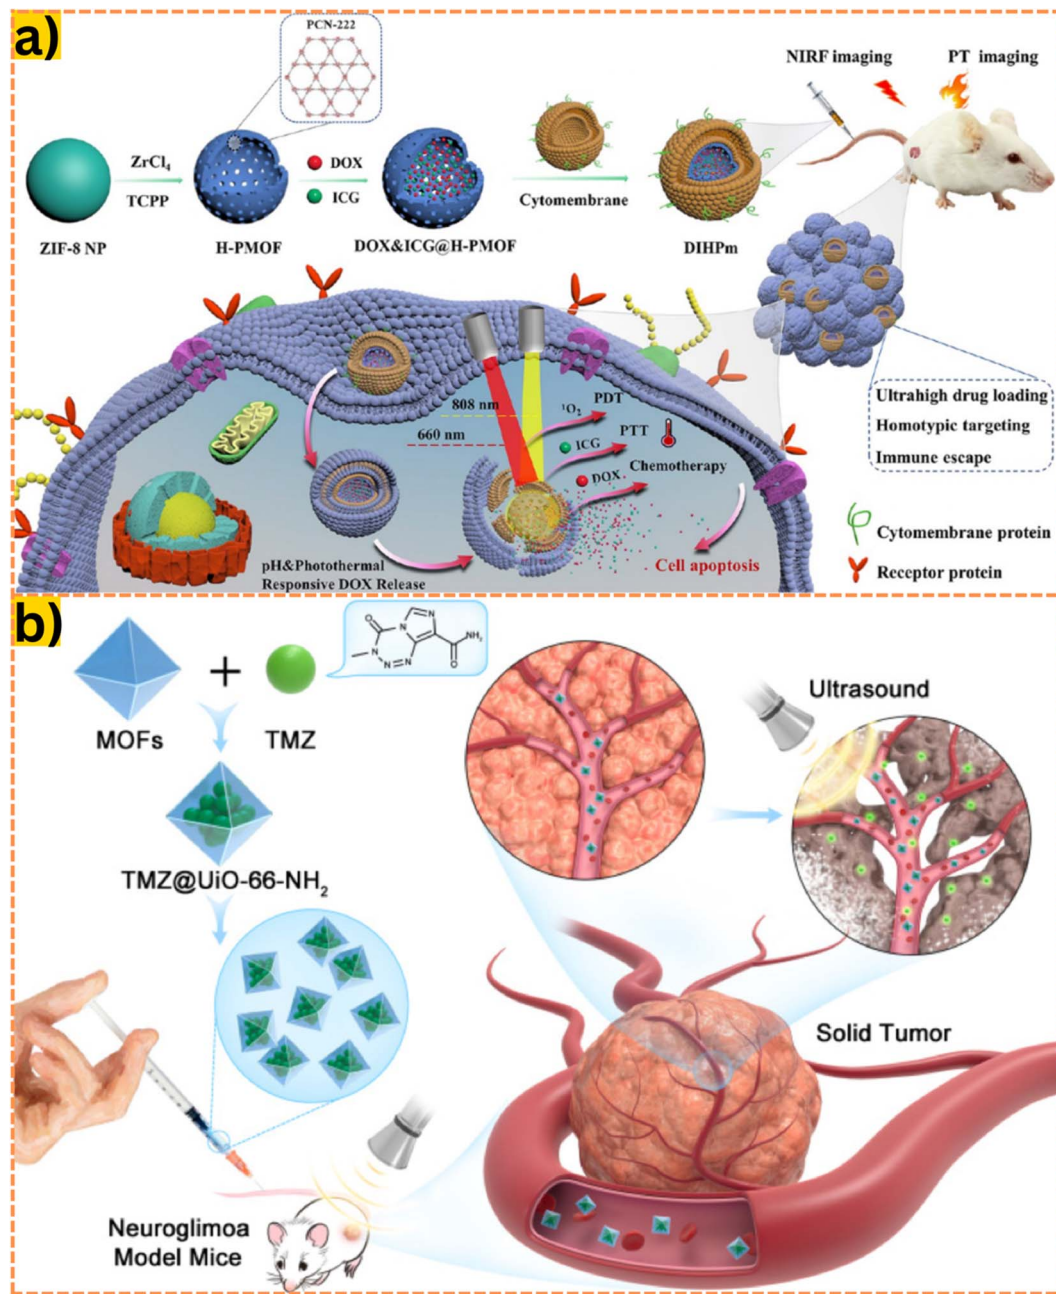 a)
PCN-222
NIRF imaging
PT imaging
ZrCl4
TCPP
DOX
ICG
Cytomembrane
ZIF-8 NP
H-PMOF
DOX&ICG@H-PMOF
DIHPm
808 nm
660 nm
¹O₂
PDT
ICG
PTT
DOX
Chemotherapy
pH&Photothermal
Responsive DOX Release
Cell apoptosis
Ultrahigh drug loading
Homotypic targeting
Immune escape
Cytomembrane protein
Receptor protein
b)
MOFs
+
TMZ
O
N
N
N
N
N
NH₂
O
TMZ@UiO-66-NH₂
Ultrasound
Solid Tumor
Neuroglimoa
Model Mice